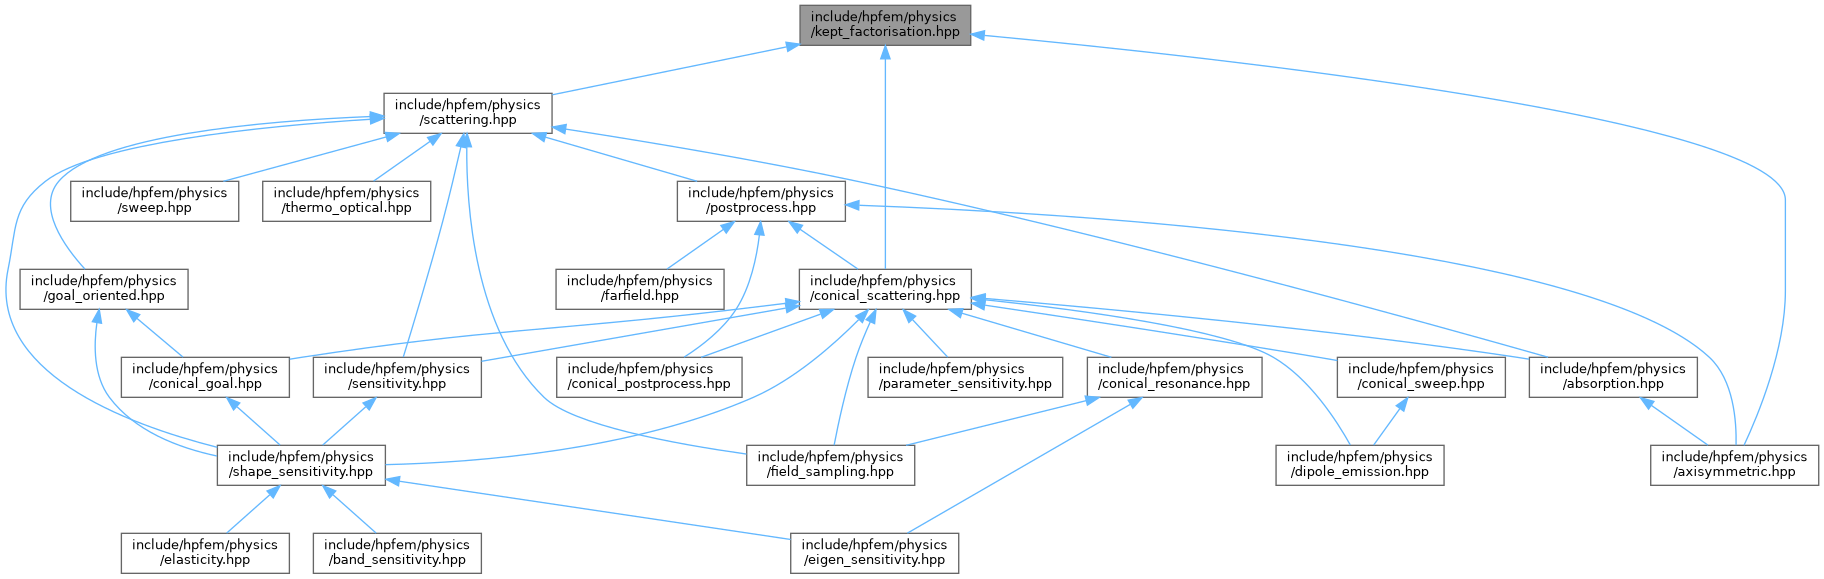 include/hpfem/physics
/kept_factorisation.hpp
include/hpfem/physics
/scattering.hpp
include/hpfem/physics
/sweep.hpp
include/hpfem/physics
/thermo_optical.hpp
include/hpfem/physics
/postprocess.hpp
include/hpfem/physics
/goal_oriented.hpp
include/hpfem/physics
/farfield.hpp
include/hpfem/physics
/conical_scattering.hpp
include/hpfem/physics
/conical_goal.hpp
include/hpfem/physics
/sensitivity.hpp
include/hpfem/physics
/conical_postprocess.hpp
include/hpfem/physics
/parameter_sensitivity.hpp
include/hpfem/physics
/conical_resonance.hpp
include/hpfem/physics
/conical_sweep.hpp
include/hpfem/physics
/absorption.hpp
include/hpfem/physics
/shape_sensitivity.hpp
include/hpfem/physics
/field_sampling.hpp
include/hpfem/physics
/dipole_emission.hpp
include/hpfem/physics
/axisymmetric.hpp
include/hpfem/physics
/elasticity.hpp
include/hpfem/physics
/band_sensitivity.hpp
include/hpfem/physics
/eigen_sensitivity.hpp